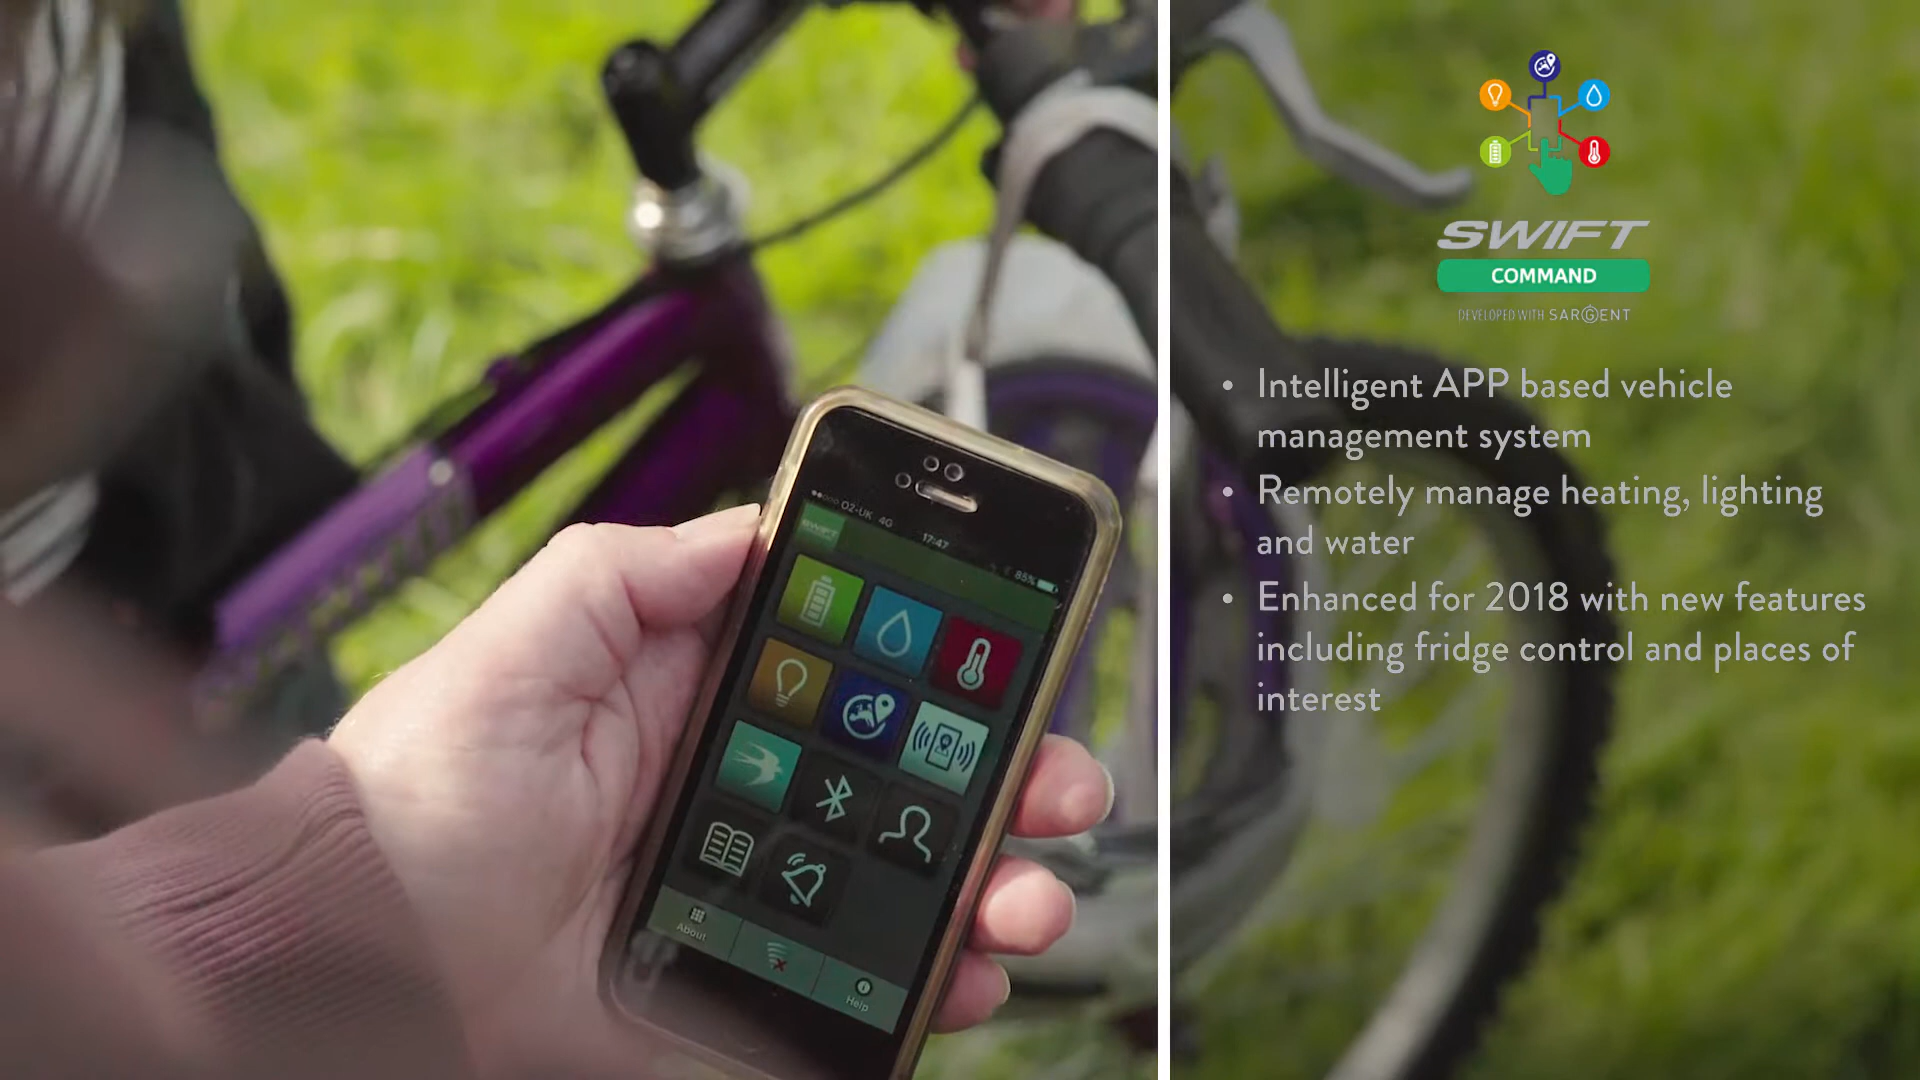 O2-UK 4G
17:47
85%
SWIFT
About
Help
SWIFT
COMMAND
DEVELOPED WITH SARGENT
• Intelligent APP based vehicle
management system
• Remotely manage heating, lighting
and water
• Enhanced for 2018 with new features
including fridge control and places of
interest